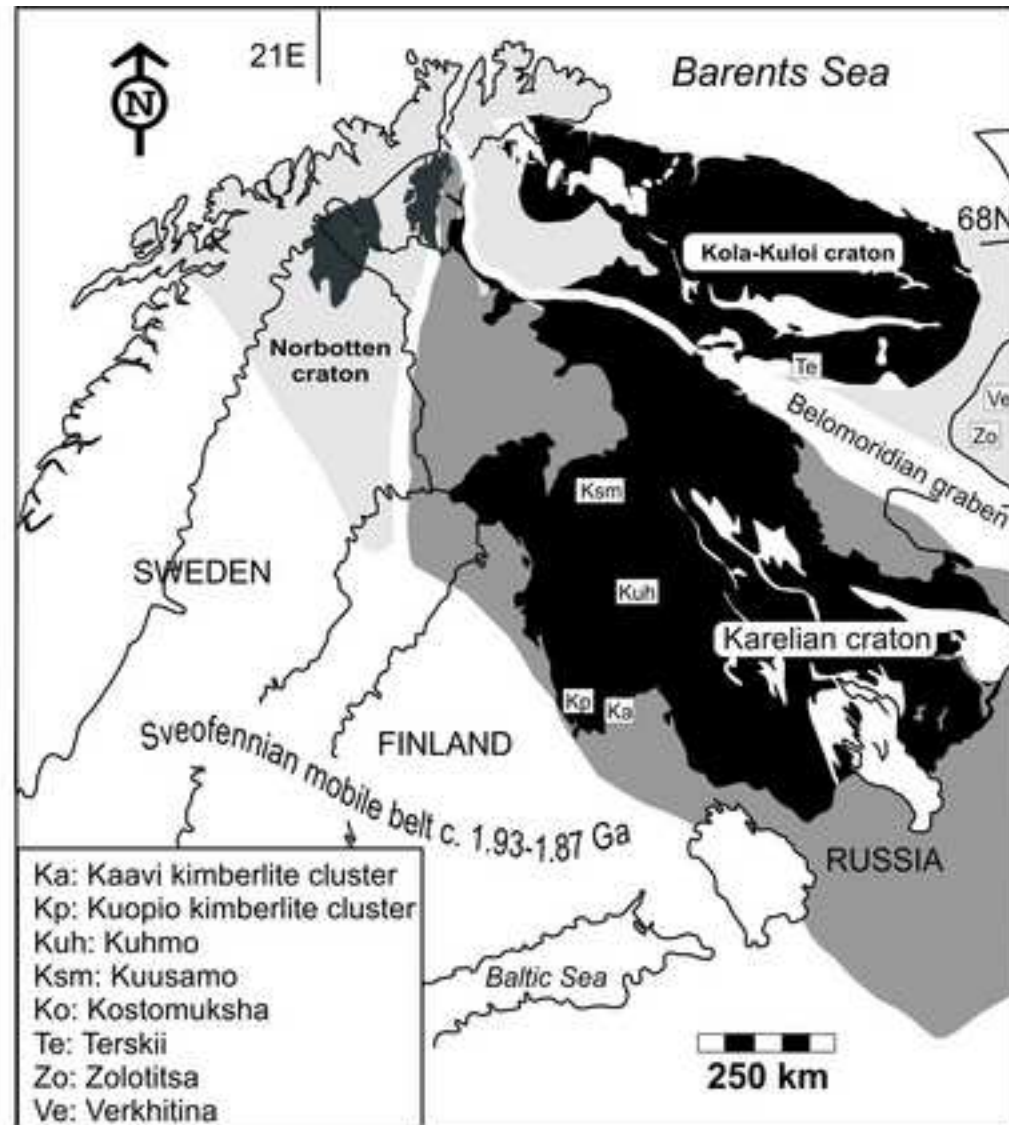 21E
Barents Sea
N
68N
Kola-Kuloi craton
Norbotten
craton
Te
Ve
Zo
Belomoridian graben
Ksm
SWEDEN
Kuh
Karelian craton
Kp
Ka
Sveofennian mobile belt c. 1.93-1.87 Ga
FINLAND
RUSSIA
Ka: Kaavi kimberlite cluster
Kp: Kuopio kimberlite cluster
Kuh: Kuhmo
Ksm: Kuusamo
Ko: Kostomuksha
Te: Terskii
Zo: Zolotitsa
Ve: Verkhitina
Baltic Sea
250 km